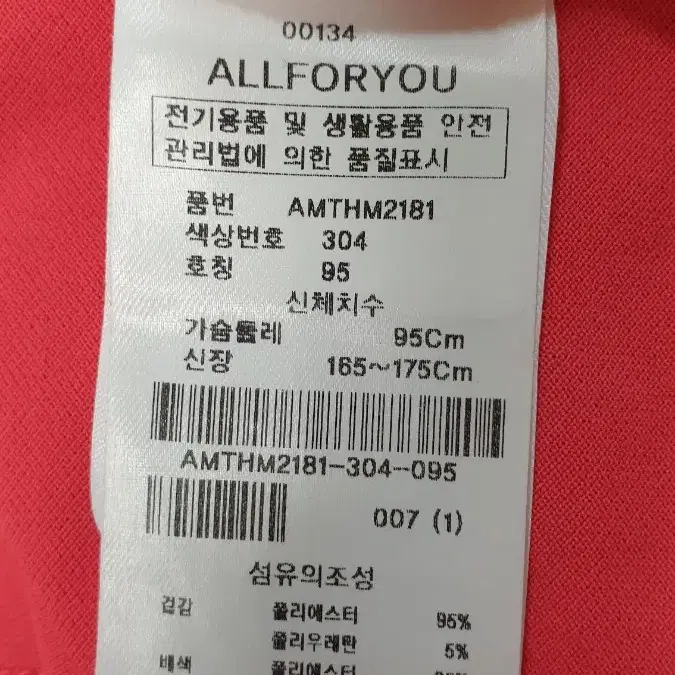 00134
ALLFORYOU
전기용품 및 생활용품 안전
관리법에 의한 품질표시
품번 AMTHM2181
색상번호 304
호칭 95
신체치수
가슴둘레 95Cm
신장 165~175Cm
AMTHM2181-304-095
007 (1)
섬유의조성
겉감 폴리에스터 95%
폴리우레탄 5%
배색 폴리에스터